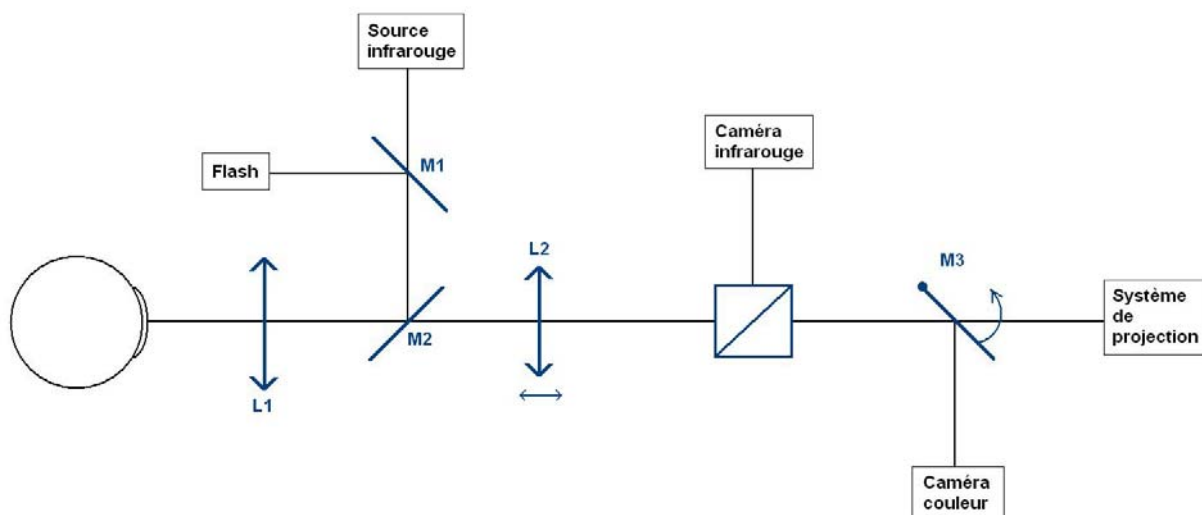 Source
infrarouge
Caméra
infrarouge
M1
Flash
L2
M3
Système
de
projection
M2
L1
Caméra
couleur